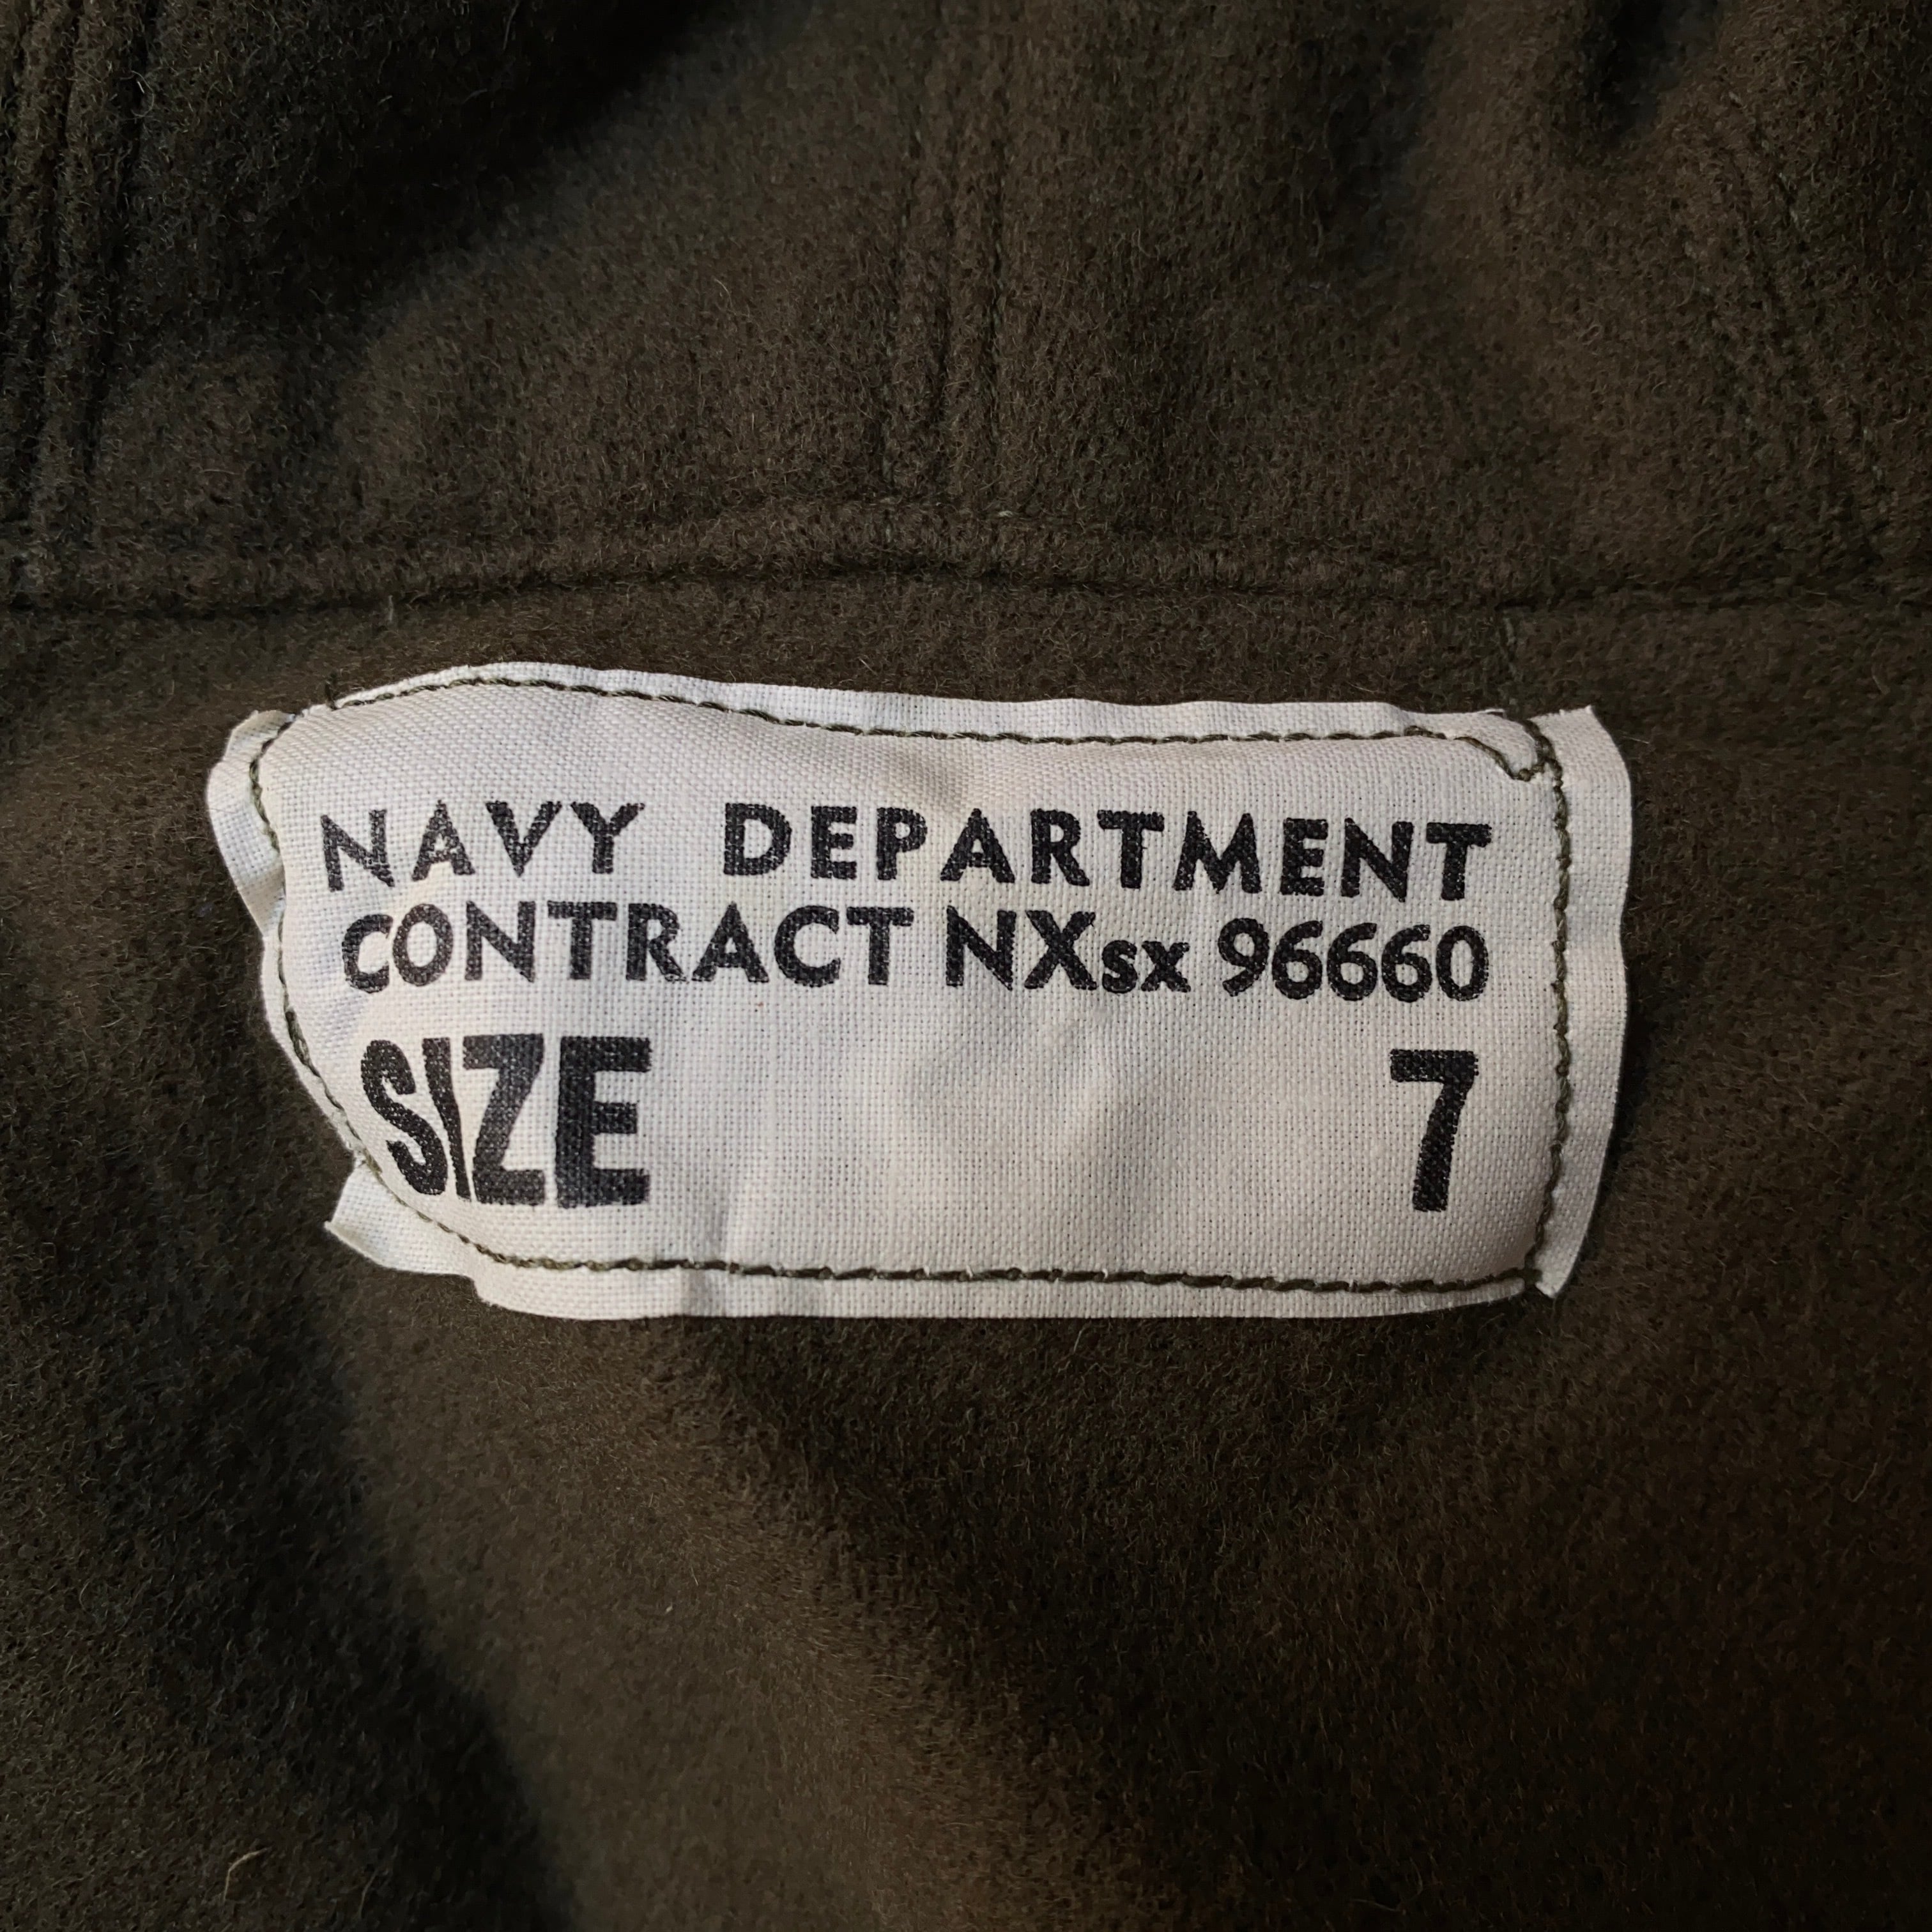 NAVY DEPARTMENT
CONTRACT NXsx 96660
SIZE 7